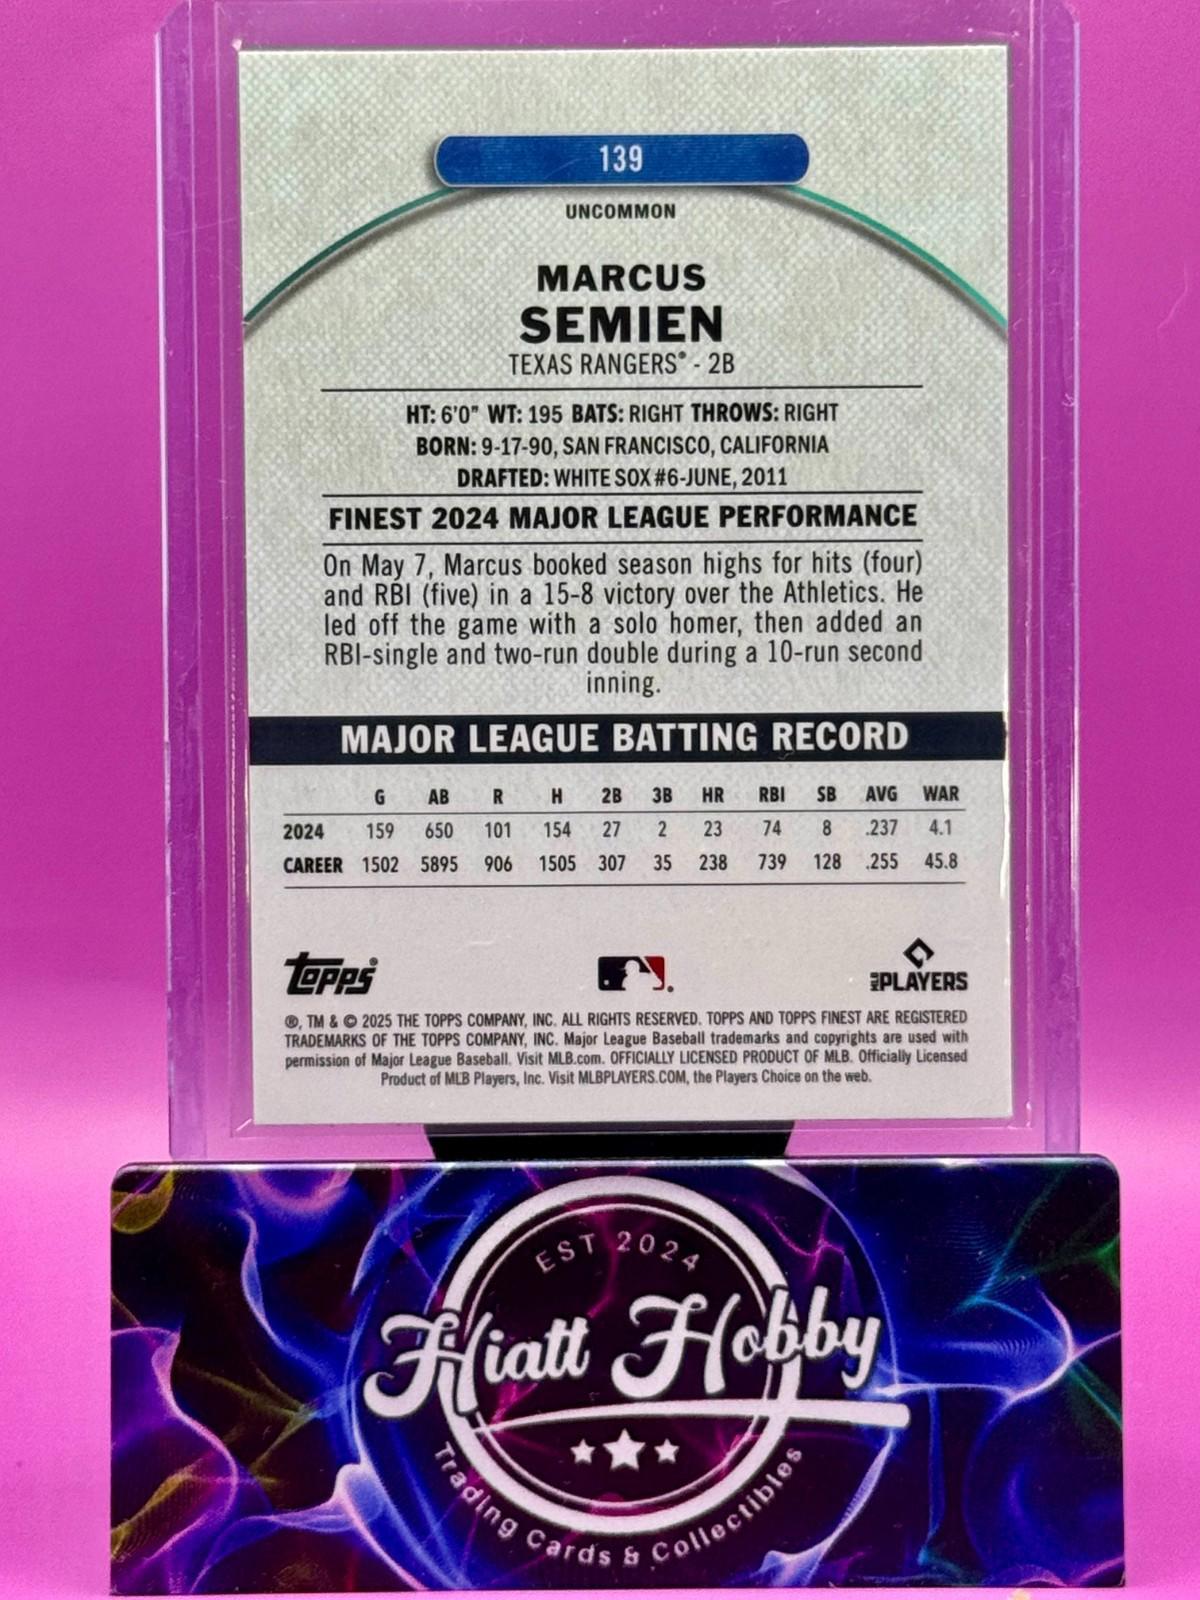 139
UNCOMMON
MARCUS
SEMIEN
TEXAS RANGERS® - 2B
HT: 6'0" WT: 195 BATS: RIGHT THROWS: RIGHT
BORN: 9-17-90, SAN FRANCISCO, CALIFORNIA
DRAFTED: WHITE SOX #6-JUNE, 2011
FINEST 2024 MAJOR LEAGUE PERFORMANCE
On May 7, Marcus booked season highs for hits (four)
and RBI (five) in a 15-8 victory over the Athletics. He
led off the game with a solo homer, then added an
RBI-single and two-run double during a 10-run second
inning.
MAJOR LEAGUE BATTING RECORD
G AB R H 2B 3B HR RBI SB AVG WAR
2024 159 650 101 154 27 2 23 74 8 .237 4.1
CAREER 1502 5895 906 1505 307 35 238 739 128 .255 45.8
Topps®
MLB PLAYERS
®, TM & © 2025 THE TOPPS COMPANY, INC. ALL RIGHTS RESERVED. TOPPS AND TOPPS FINEST ARE REGISTERED
TRADEMARKS OF THE TOPPS COMPANY, INC. Major League Baseball trademarks and copyrights are used with
permission of Major League Baseball. Visit MLB.com. OFFICIALLY LICENSED PRODUCT OF MLB. Officially Licensed
Product of MLB Players, Inc. Visit MLBPLAYERS.COM, the Players Choice on the web.
EST 2024
Hiatt Hobby
Trading Cards & Collectibles